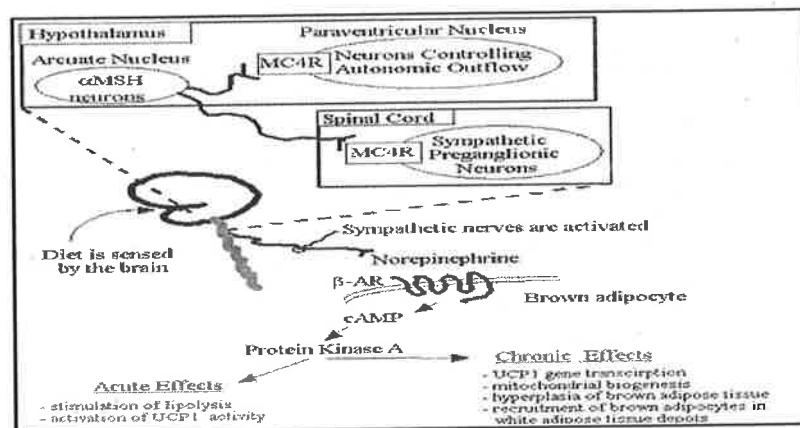 Hypothalamus
Paraventricular Nucleus
Arcuate Nucleus
αMSH
neurons
MC4R
Neurons Controlling
Autonomic Outflow
Spinal Cord
MC4R
Sympathetic
Preganglionic
Neurons
Sympathetic nerves are activated
Diet is sensed
by the brain
Norepinephrine
β-AR
Brown adipocyte
cAMP
Protein Kinase A
Acute Effects
- stimulation of lipolysis
- activation of UCP1 activity
Chronic Effects
- UCP1 gene transcirption
- mitochondrial biogenesis
- hyperplasia of brown adipose tissue
- recruitment of brown adipocytes in
white adipose tissue depots